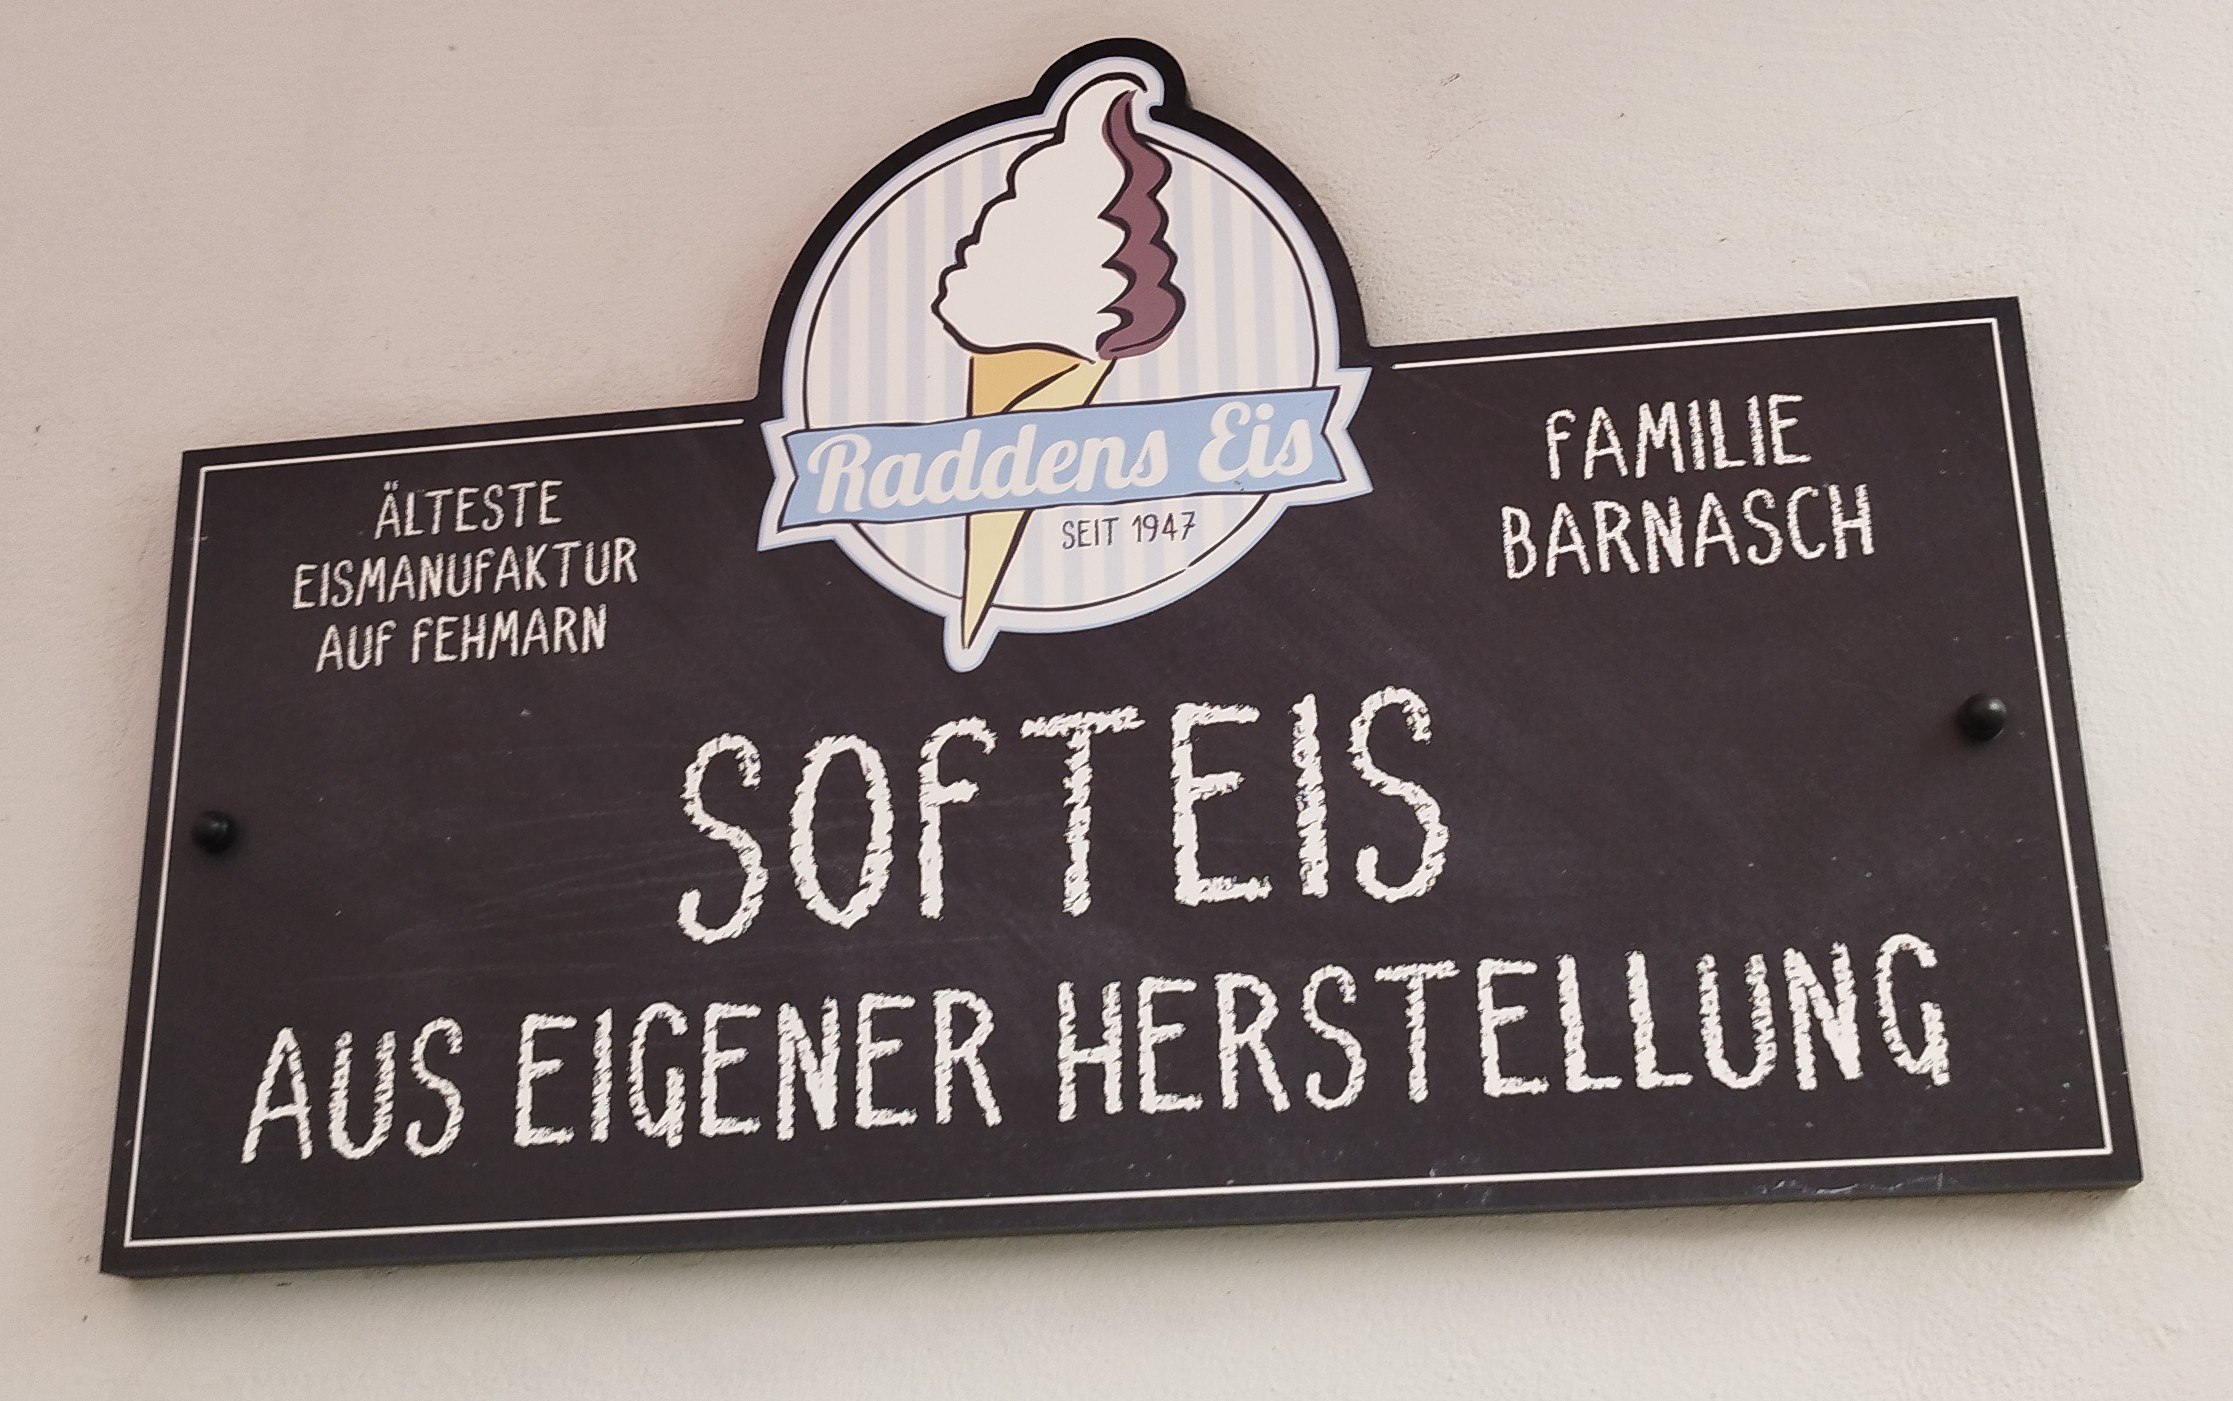 ÄLTESTE
EISMANUFAKTUR
AUF FEHMARN
Raddens Eis
SEIT 1947
FAMILIE
BARNASCH
SOFTEIS
AUS EIGENER HERSTELLUNG